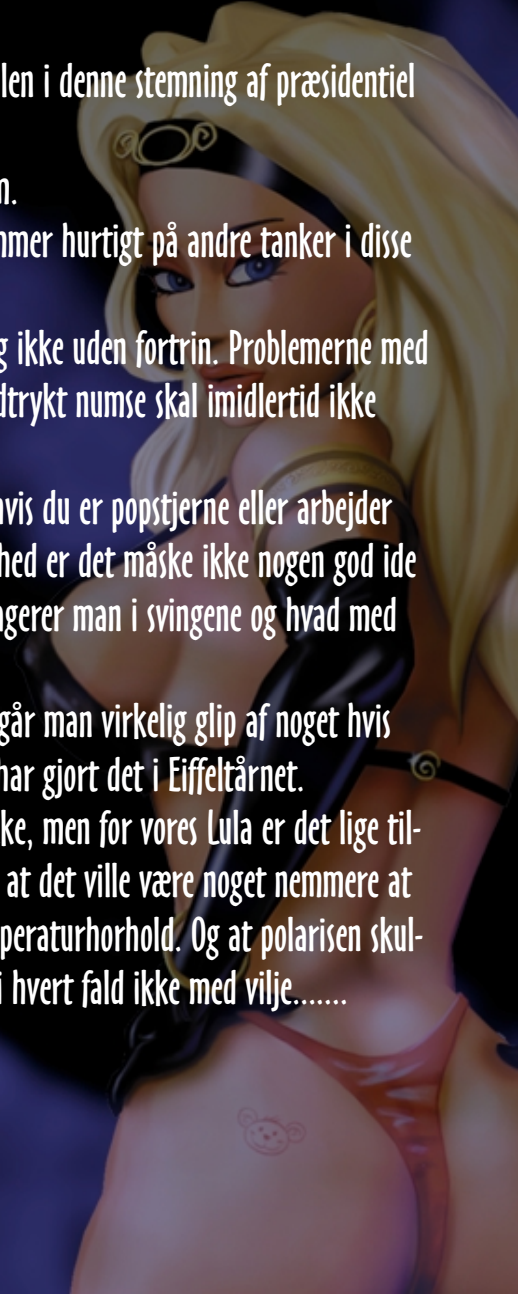 len i denne stemning af præsidentiel
n.
mmer hurtigt på andre tanker i disse
g ikke uden fortrin. Problemerne med
dtrykt numse skal imidlertid ikke
hvis du er popstjerne eller arbejder
hed er det måske ikke nogen god ide
ngerer man i svingene og hvad med
går man virkelig glip af noget hvis
har gjort det i Eiffeltårnet.
ke, men for vores Lula er det lige til-
at det ville være noget nemmere at
peraturhorhold. Og at polarisen skul-
i hvert fald ikke med vilje.......